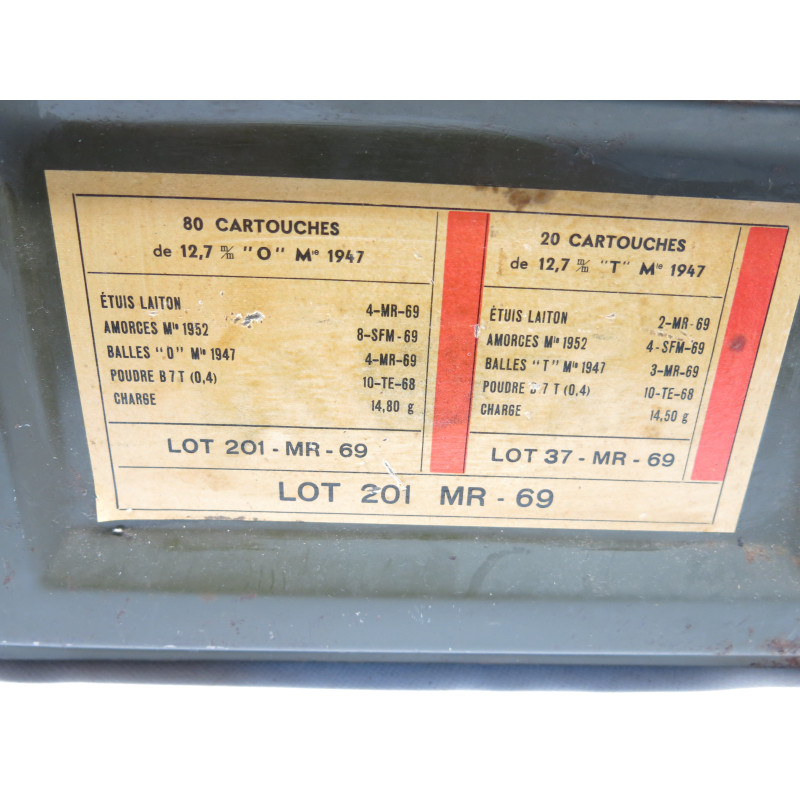 80 CARTOUCHES
de 12,7 m/m "O" Mle 1947
ÉTUIS LAITON 4-MR-69
AMORCES Mle 1952 8-SFM-69
BALLES "O" Mle 1947 4-MR-69
POUDRE B7T (0,4) 10-TE-68
CHARGE 14,80 g
LOT 201-MR-69
20 CARTOUCHES
de 12,7 m/m "T" Mle 1947
ÉTUIS LAITON 2-MR-69
AMORCES Mle 1952 4-SFM-69
BALLES "T" Mle 1947 3-MR-69
POUDRE B7T (0,4) 10-TE-68
CHARGE 14,50 g
LOT 37-MR-69
LOT 201 MR-69